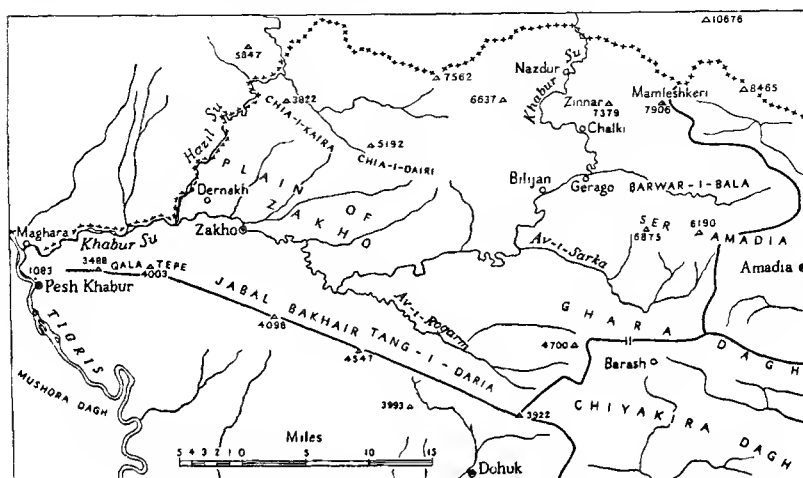 10676
5847
7562
Nazdur
Khabur Su
Mamleshkeri
8465
3822
6637
Zinnar
7379
7906
Hazil Su
CHIA-I-KAIRA
Chalki
5192
CHIA-I-DAIRI
PLAIN OF ZAKHO
Dernakh
Bilijan
Gerago
BARWAR-I-BALA
Maghara
Khabur Su
Zakho
SER AMADIA
6875
6190
Av-ı-Sarka
Amadia
3488
QALA TEPE
4003
1083
Pesh Khabur
JABAL BAKHAIR TANG-I-DARIA
Av-ı-Rogarm
GHARA DAGH
TIGRIS
4098
4547
4700
Barash
MUSHORA DAGH
3993
3922
CHIYAKIRA DAGH
Miles
5 4 3 2 1 0 5 10 15
Dohuk